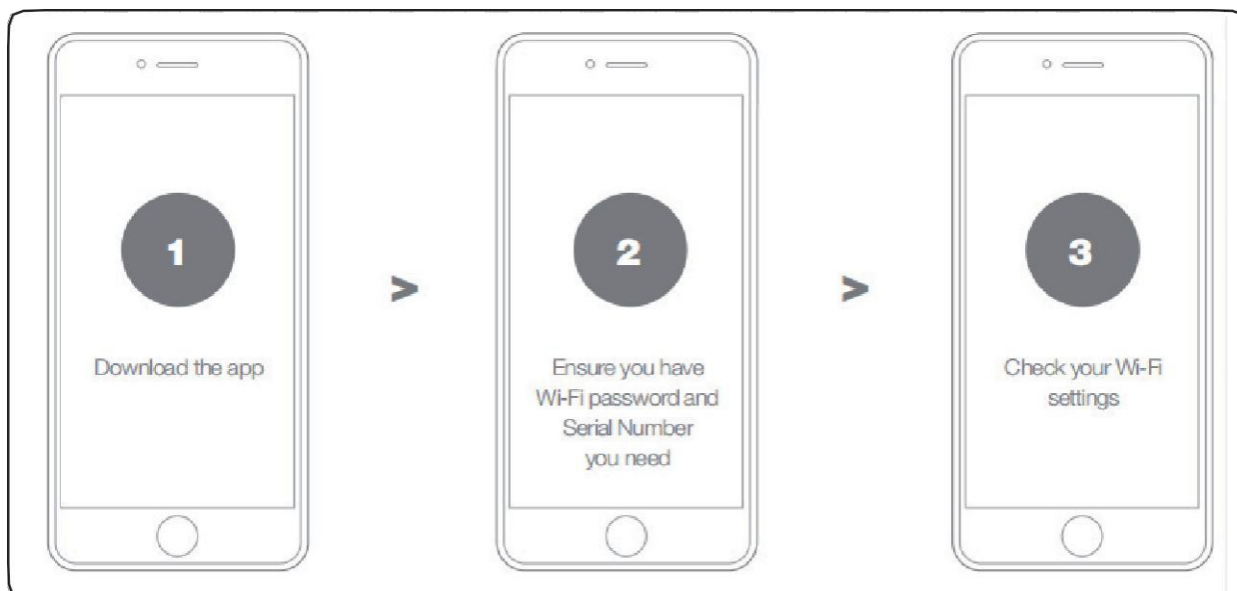 1
Download the app
>
2
Ensure you have
Wi-Fi password and
Serial Number
you need
>
3
Check your Wi-Fi
settings